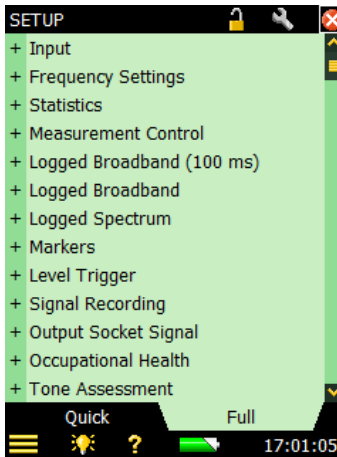 SETUP
+ Input
+ Frequency Settings
+ Statistics
+ Measurement Control
+ Logged Broadband (100 ms)
+ Logged Broadband
+ Logged Spectrum
+ Markers
+ Level Trigger
+ Signal Recording
+ Output Socket Signal
+ Occupational Health
+ Tone Assessment
Quick Full
? 17:01:05